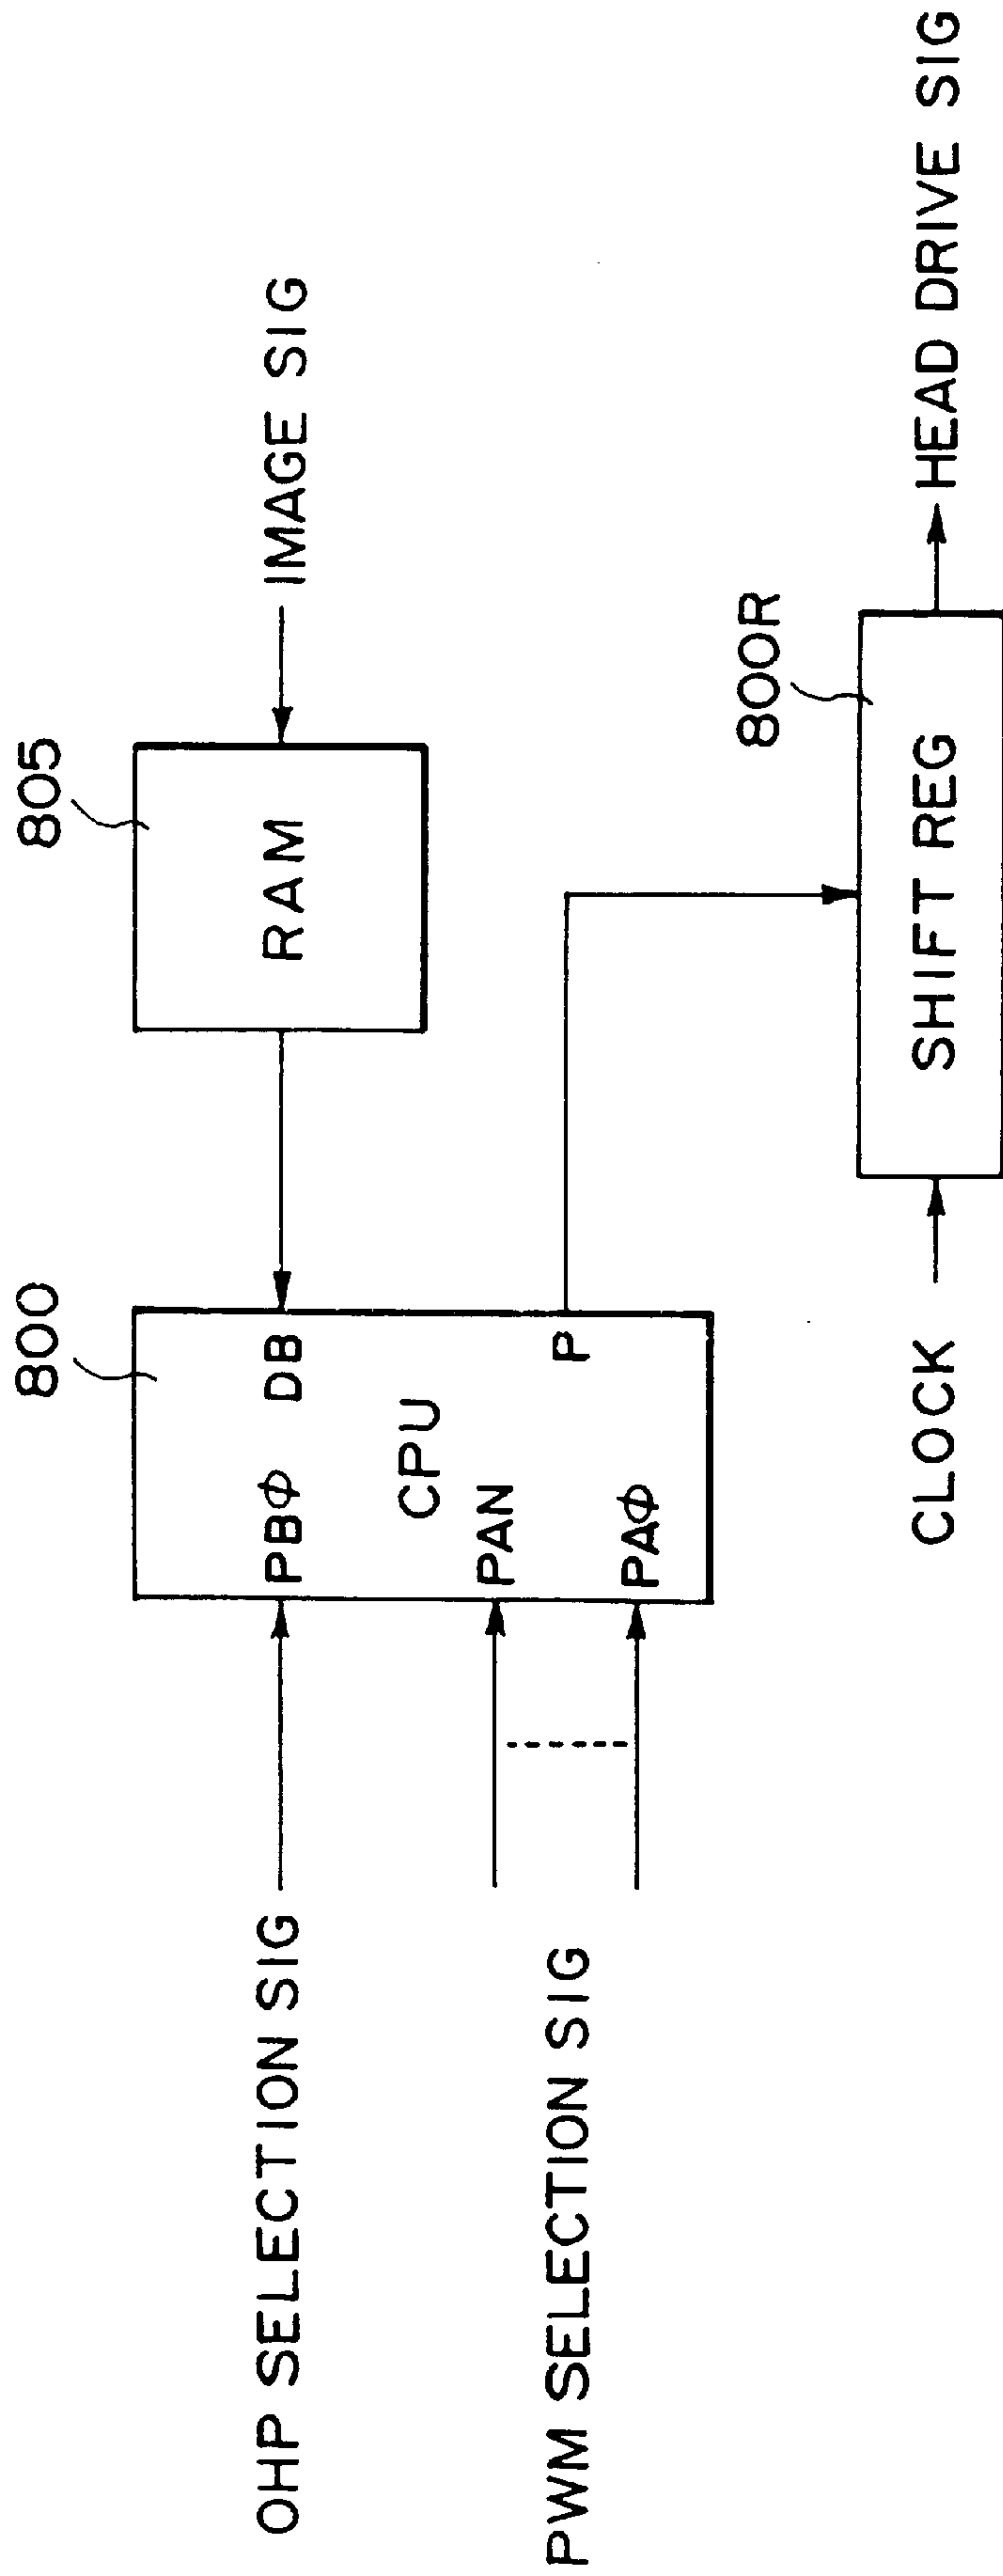 800
805
OHP SELECTION SIG
PBΦ
DB
RAM
IMAGE SIG
CPU
PAN
PWM SELECTION SIG
P
PAΦ
800R
CLOCK
SHIFT REG
HEAD DRIVE SIG